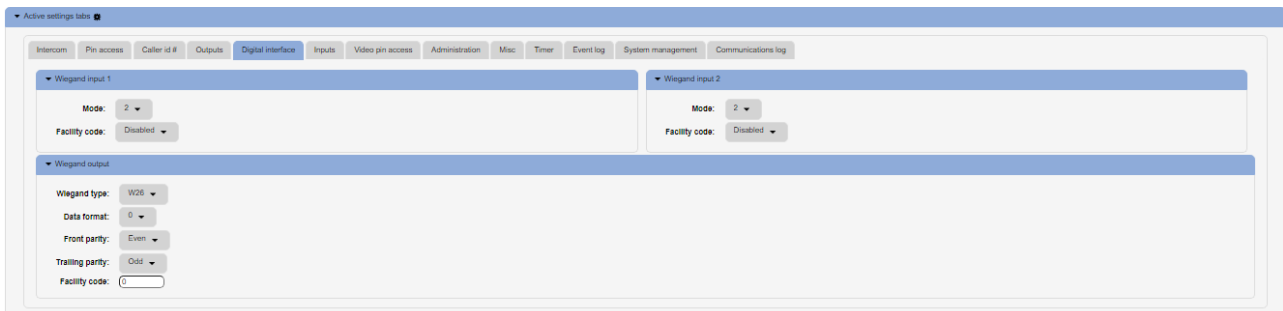 Active settings tabs
Intercom Pin access Caller id # Outputs Digital interface Inputs Video pin access Administration Misc Timer Event log System management Communications log
Wiegand input 1
Mode: 2
Facility code: Disabled
Wiegand input 2
Mode: 2
Facility code: Disabled
Wiegand output
Wiegand type: W26
Data format: 0
Front parity: Even
Trailing parity: Odd
Facility code: 0